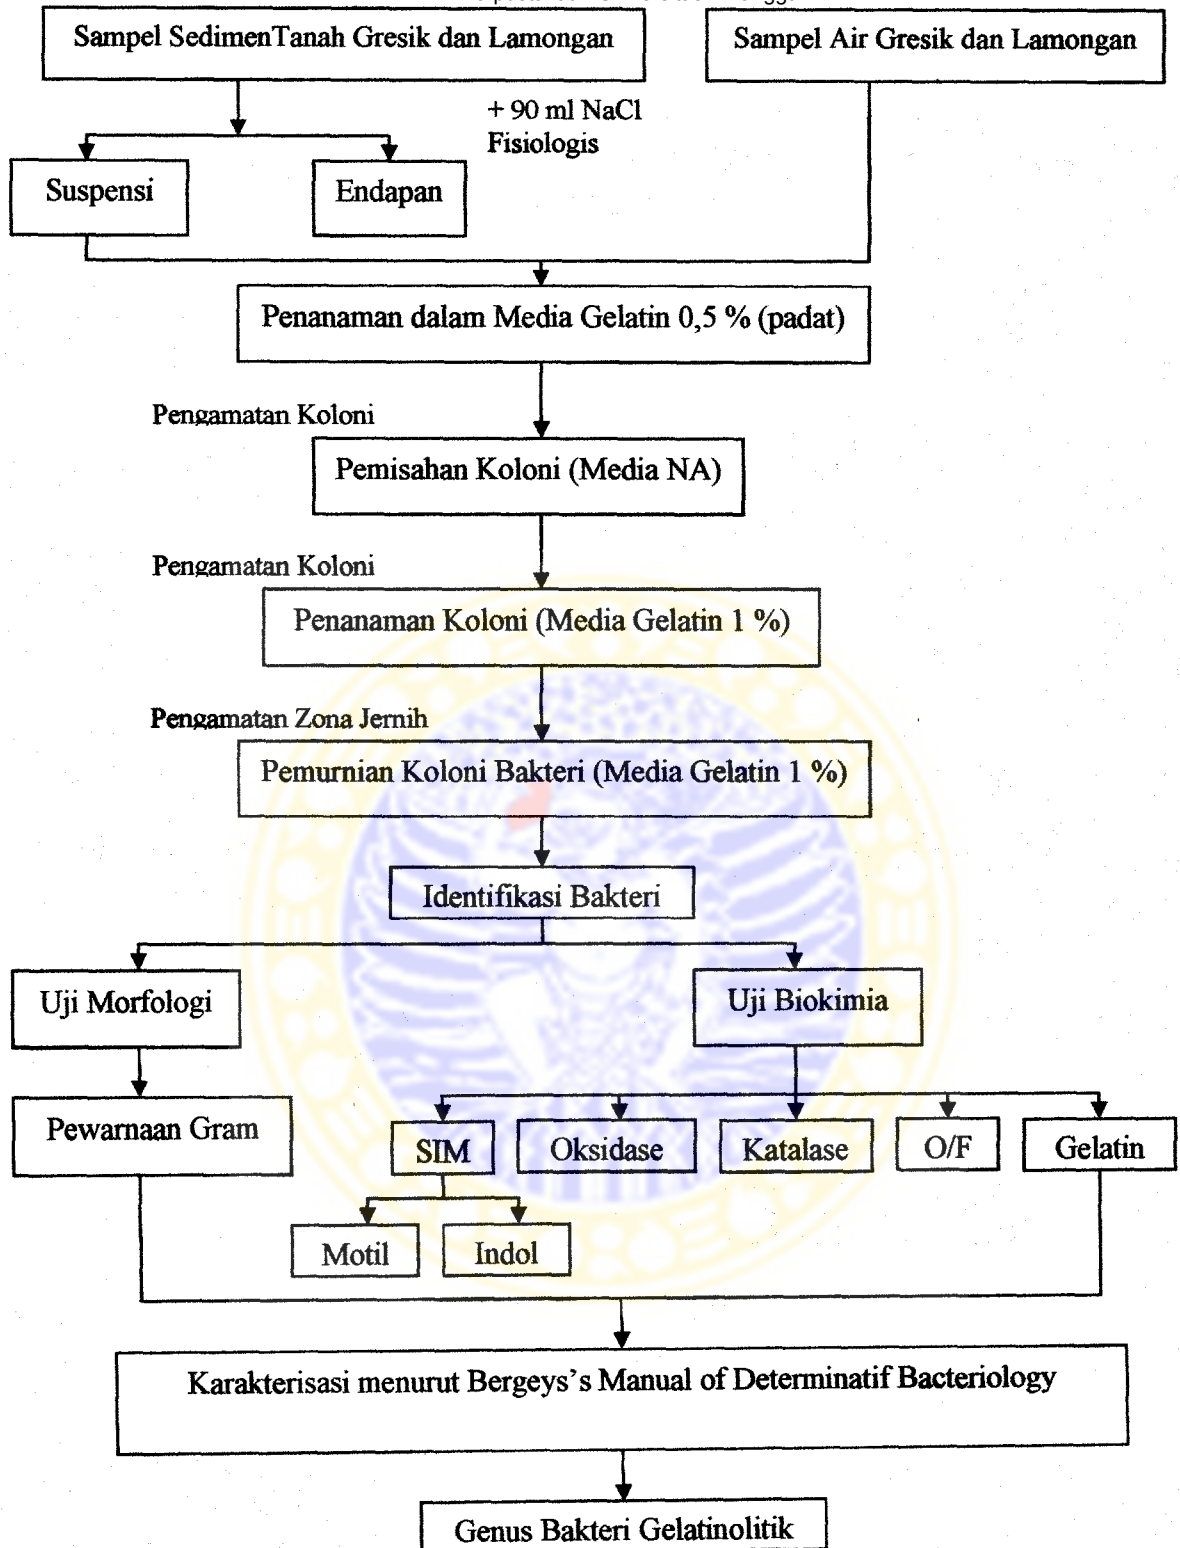 Sampel SedimenTanah Gresik dan Lamongan
Sampel Air Gresik dan Lamongan
+ 90 ml NaCl
Fisiologis
Suspensi
Endapan
Penanaman dalam Media Gelatin 0,5 % (padat)
Pengamatan Koloni
Pemisahan Koloni (Media NA)
Pengamatan Koloni
Penanaman Koloni (Media Gelatin 1 %)
Pengamatan Zona Jernih
Pemurnian Koloni Bakteri (Media Gelatin 1 %)
Identifikasi Bakteri
Uji Morfologi
Uji Biokimia
Pewarnaan Gram
SIM
Oksidase
Katalase
O/F
Gelatin
Motil
Indol
Karakterisasi menurut Bergeys's Manual of Determinatif Bacteriology
Genus Bakteri Gelatinolitik